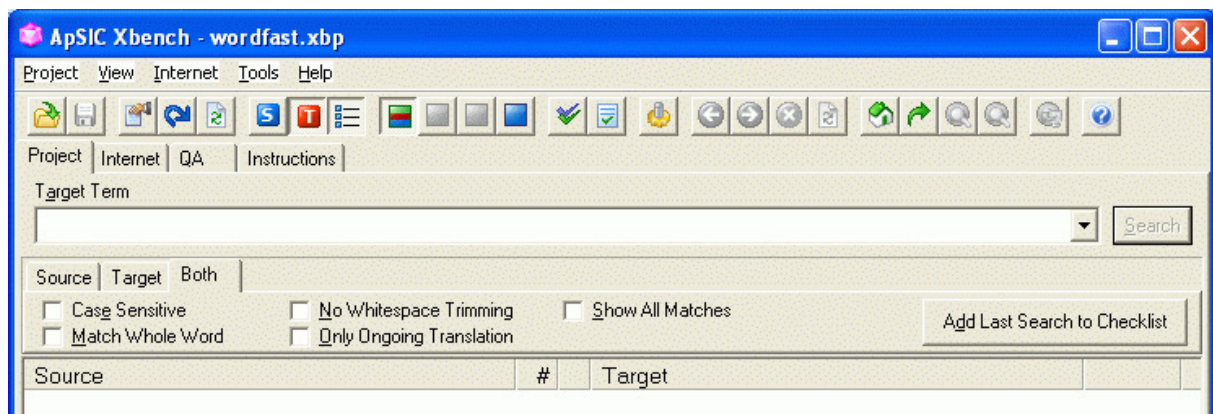 ApSIC Xbench - wordfast.xbp
Project View Internet Tools Help
S T
Project Internet QA Instructions
Target Term
Search
Source Target Both
Case Sensitive No Whitespace Trimming Show All Matches
Add Last Search to Checklist
Match Whole Word Only Ongoing Translation
Source # Target